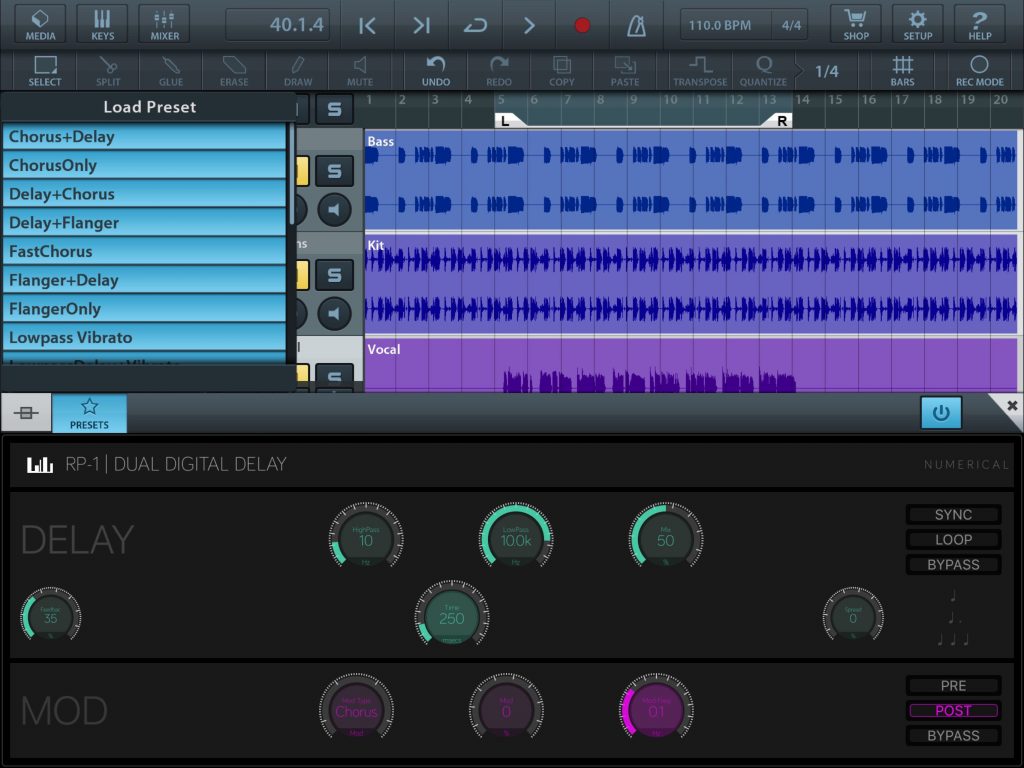 MEDIA KEYS MIXER 40.1.4 110.0 BPM 4/4 SHOP SETUP HELP
SELECT SPLIT GLUE ERASE DRAW MUTE UNDO REDO COPY PASTE TRANSPOSE QUANTIZE 1/4 BARS REC MODE
Load Preset
S
1 2 3 4 5 6 7 8 9 10 11 12 13 14 15 16 17 18 19 20
L R
Chorus+Delay
ChorusOnly
Delay+Chorus
Delay+Flanger
FastChorus
Flanger+Delay
FlangerOnly
Lowpass Vibrato
Bass
S
Kit
S
Vocal
S
PRESETS
RP-1 | DUAL DIGITAL DELAY
NUMERICAL
DELAY
HighPass
10
Hz
LowPass
10.0k
Hz
Mix
50
%
SYNC
LOOP
BYPASS
35
%
Time
250
msecs
Spread
0
%
MOD
Mod Type
Chorus
Mod
Mod
0
%
Mod Freq
0.1
Hz
PRE
POST
BYPASS